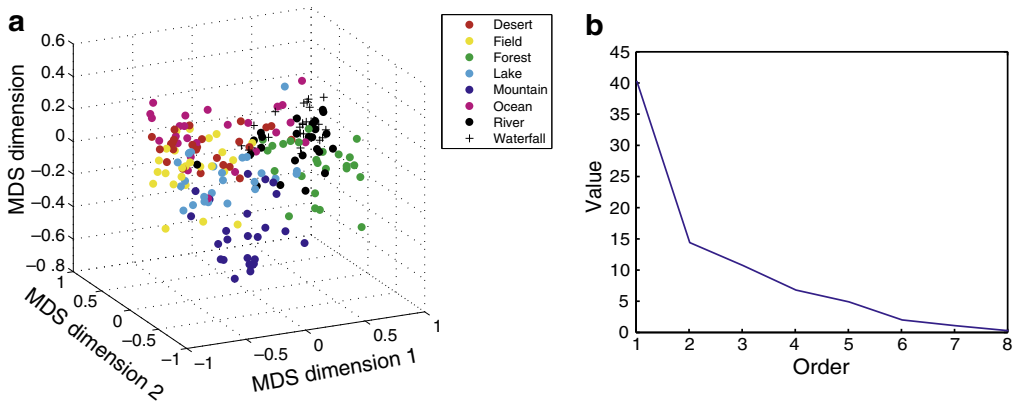 a
0.6
0.4
0.2
0
−0.2
−0.4
−0.6
−0 8
MDS dimension
1
0.5
0
−0.5
−1
MDS dimension 2
−1
−0.5
0
0.5
1
MDS dimension 1
Desert
Field
Forest
Lake
Mountain
Ocean
River
Waterfall
b
45
40
35
30
25
20
15
10
5
0
Value
1 2 3 4 5 6 7 8
Order